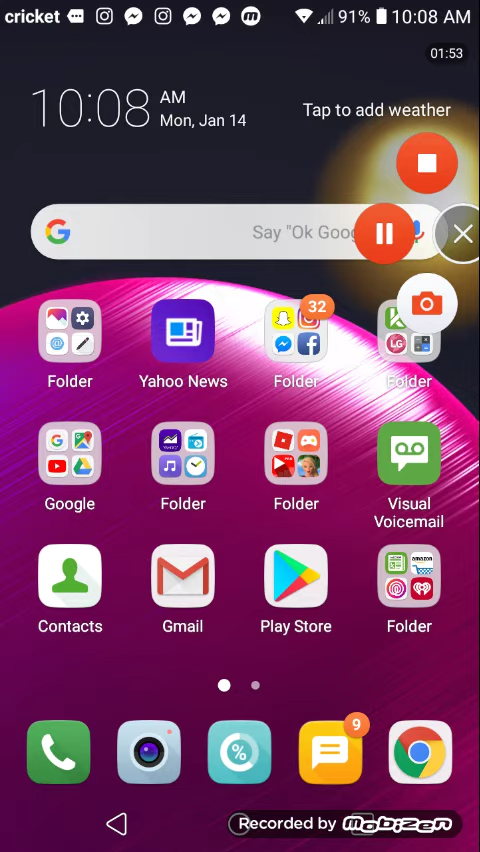 cricket 91% 10:08 AM
01:53
10:08 AM
Mon, Jan 14
Tap to add weather
Say "Ok Goog
32
Folder Yahoo News Folder Folder
Google Folder Folder Visual Voicemail
amazon
Contacts Gmail Play Store Folder
%
9
Recorded by Mobizen